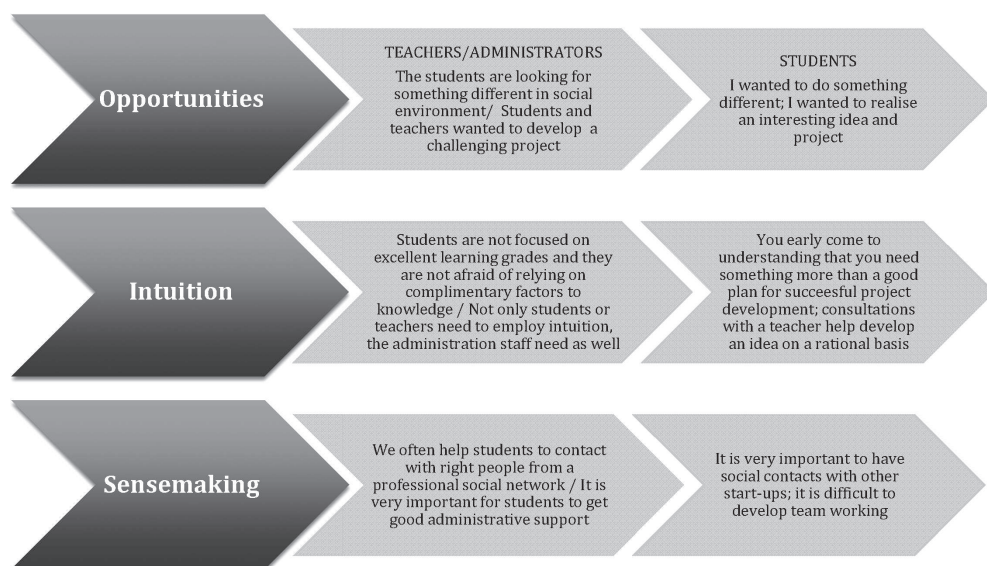 Opportunities
TEACHERS/ADMINISTRATORS
The students are looking for
something different in social
environment/ Students and
teachers wanted to develop a
challenging project
STUDENTS
I wanted to do something
different; I wanted to realise
an interesting idea and
project
Intuition
Students are not focused on
excellent learning grades and they
are not afraid of relying on
complimentary factors to
knowledge / Not only students or
teachers need to employ intuition,
the administration staff need as well
You early come to
understanding that you need
something more than a good
plan for succeesful project
development; consultations
with a teacher help develop
an idea on a rational basis
Sensemaking
We often help students to contact
with right people from a
professional social network / It is
very important for students to get
good administrative support
It is very important to have
social contacts with other
start-ups; it is difficult to
develop team working